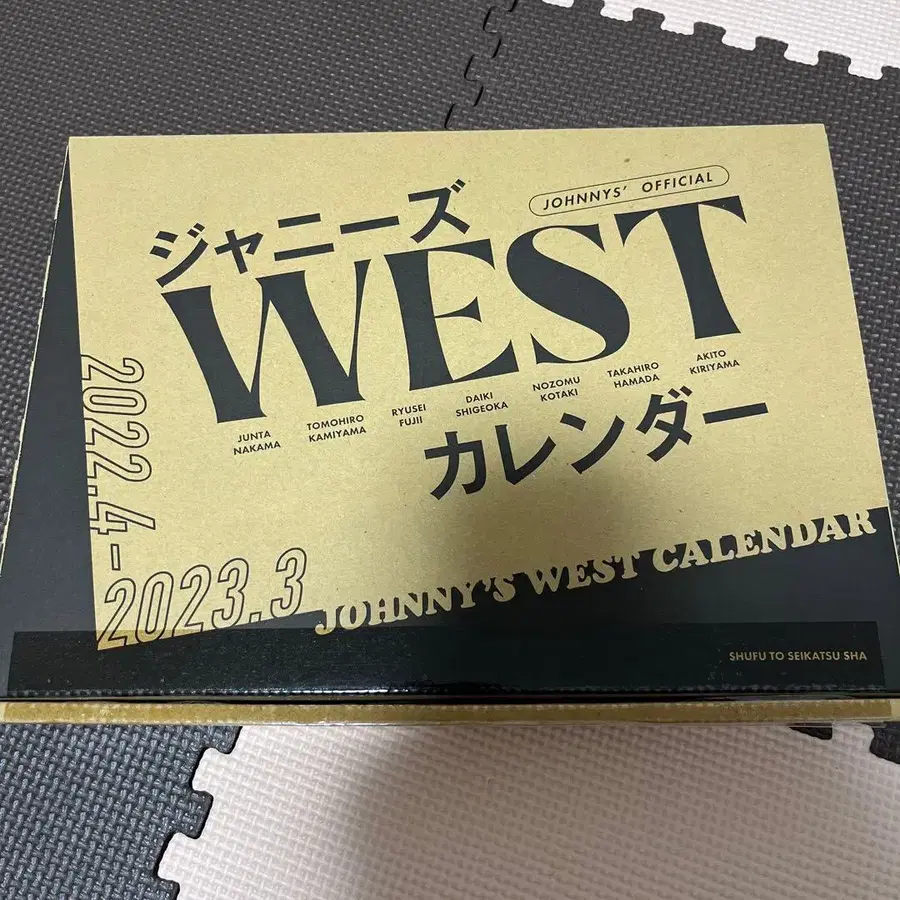 JOHNNYS' OFFICIAL
ジャニーズ
WEST
JUNTA
NAKAMA
TOMOHIRO
KAMIYAMA
RYUSEI
FUJII
DAIKI
SHIGEOKA
NOZOMU
KOTAKI
TAKAHIRO
HAMADA
AKITO
KIRIYAMA
カレンダー
2022.4-
2023.3
JOHNNY'S WEST CALENDAR
SHUFU TO SEIKATSU SHA